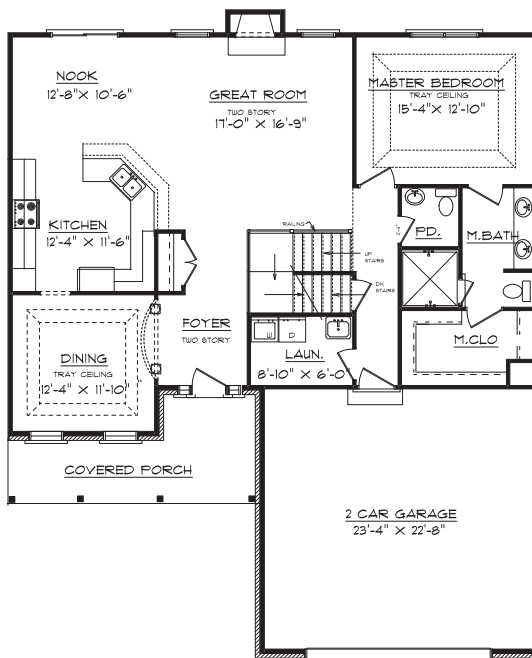 NOOK
12'-8" X 10'-6"
GREAT ROOM
TWO STORY
17'-0" X 16'-9"
MASTER BEDROOM
TRAY CEILING
15'-4" X 12'-10"
KITCHEN
12'-4" X 11'-6"
RAILING
UP
STAIRS
DN
STAIRS
PD.
M.BATH
FOYER
TWO STORY
W
D
LAUN.
8'-10" X 6'-0"
M.CLO
DINING
TRAY CEILING
12'-4" X 11'-10"
COVERED PORCH
2 CAR GARAGE
23'-4" X 22'-8"